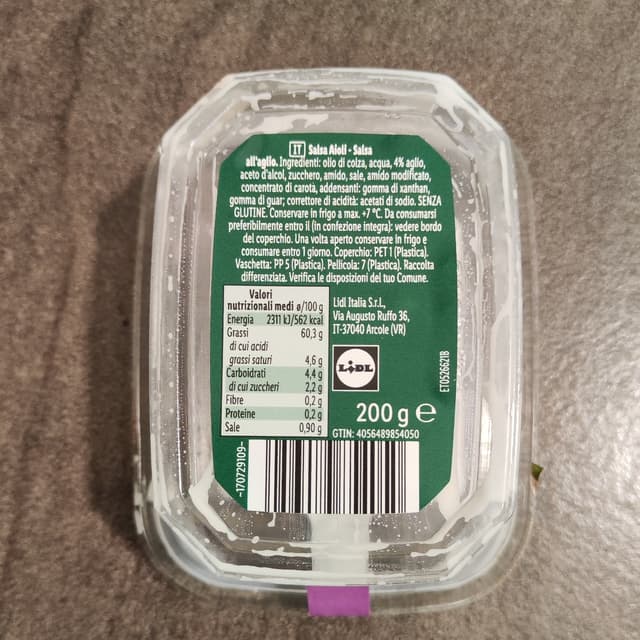 IT Salsa Aioli - Salsa
all'aglio. Ingredienti: olio di colza, acqua, 4% aglio,
aceto d'alcol, zucchero, amido, sale, amido modificato,
concentrato di carota, addensanti: gomma di xanthan,
gomma di guar; correttore di acidità: acetati di sodio. SENZA
GLUTINE. Conservare in frigo a max. +7 °C. Da consumarsi
preferibilmente entro il (in confezione integra): vedere bordo
del coperchio. Una volta aperto conservare in frigo e
consumare entro 1 giorno. Coperchio: PET 1 (Plastica).
Vaschetta: PP 5 (Plastica). Pellicola: 7 (Plastica). Raccolta
differenziata. Verifica le disposizioni del tuo Comune.
Valori
nutrizionali medi ø/100 g
Energia 2311 kJ/562 kcal
Grassi 60,3 g
di cui acidi
grassi saturi 4,6 g
Carboidrati 4,4 g
di cui zuccheri 2,2 g
Fibre 0,2 g
Proteine 0,2 g
Sale 0,90 g
Lidl Italia S.r.l.,
Via Augusto Ruffo 36,
IT-37040 Arcole (VR)
LIDL
ET0526621B
200 g e
GTIN: 4056489854050
-170729109-